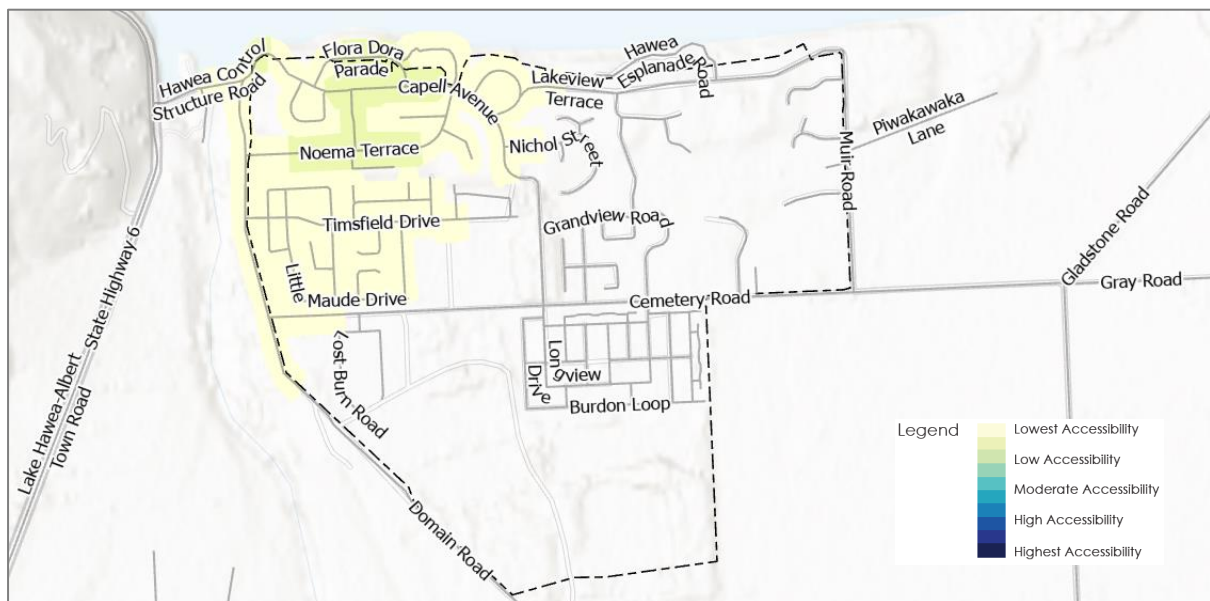 Hawea Control
Structure Road
Flora Dora
Parade
Capell Avenue
Lakeview
Terrace
Hawea
Esplanade
Road
Piwakawaka
Lane
Muir Road
Noema Terrace
Nichol Street
Timsfield Drive
Grandview Road
Little
Maude Drive
Cemetery Road
Gladstone Road
Gray Road
State Highway 6
Lake Hawea-Albert
Town Road
Longview
Drive
Burdon Loop
Domain Road
Legend
Lowest Accessibility
Low Accessibility
Moderate Accessibility
High Accessibility
Highest Accessibility